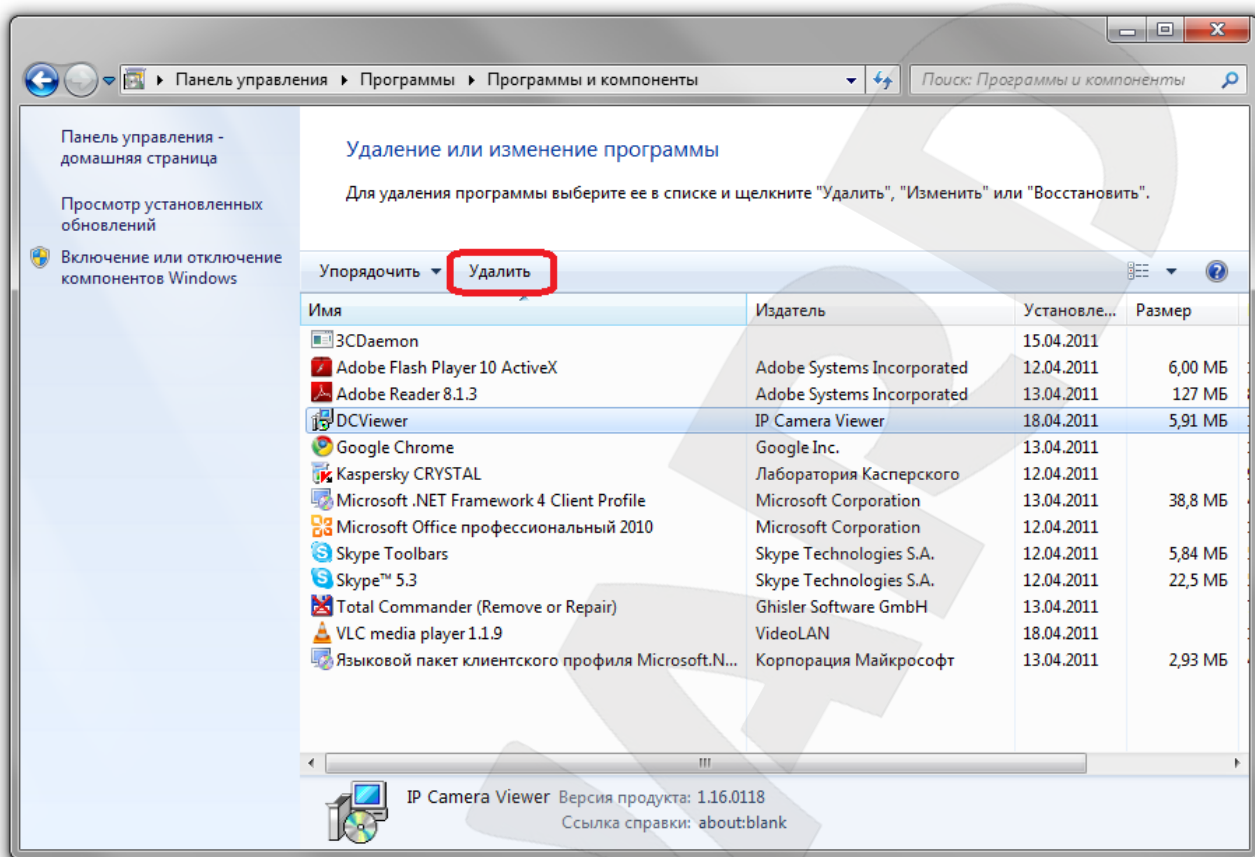 Панель управления ▸ Программы ▸ Программы и компоненты
Поиск: Программы и компоненты
Панель управления -
домашняя страница
Просмотр установленных
обновлений
Включение или отключение
компонентов Windows
Удаление или изменение программы
Для удаления программы выберите ее в списке и щелкните "Удалить", "Изменить" или "Восстановить".
Упорядочить Удалить
Имя Издатель Установле... Размер
3CDaemon 15.04.2011
Adobe Flash Player 10 ActiveX Adobe Systems Incorporated 12.04.2011 6,00 МБ
Adobe Reader 8.1.3 Adobe Systems Incorporated 13.04.2011 127 МБ
DCViewer IP Camera Viewer 18.04.2011 5,91 МБ
Google Chrome Google Inc. 13.04.2011
Kaspersky CRYSTAL Лаборатория Касперского 12.04.2011
Microsoft .NET Framework 4 Client Profile Microsoft Corporation 13.04.2011 38,8 МБ
Microsoft Office профессиональный 2010 Microsoft Corporation 12.04.2011
Skype Toolbars Skype Technologies S.A. 12.04.2011 5,84 МБ
Skype™ 5.3 Skype Technologies S.A. 12.04.2011 22,5 МБ
Total Commander (Remove or Repair) Ghisler Software GmbH 13.04.2011
VLC media player 1.1.9 VideoLAN 18.04.2011
Языковой пакет клиентского профиля Microsoft.N... Корпорация Майкрософт 13.04.2011 2,93 МБ
IP Camera Viewer Версия продукта: 1.16.0118
Ссылка справки: about:blank